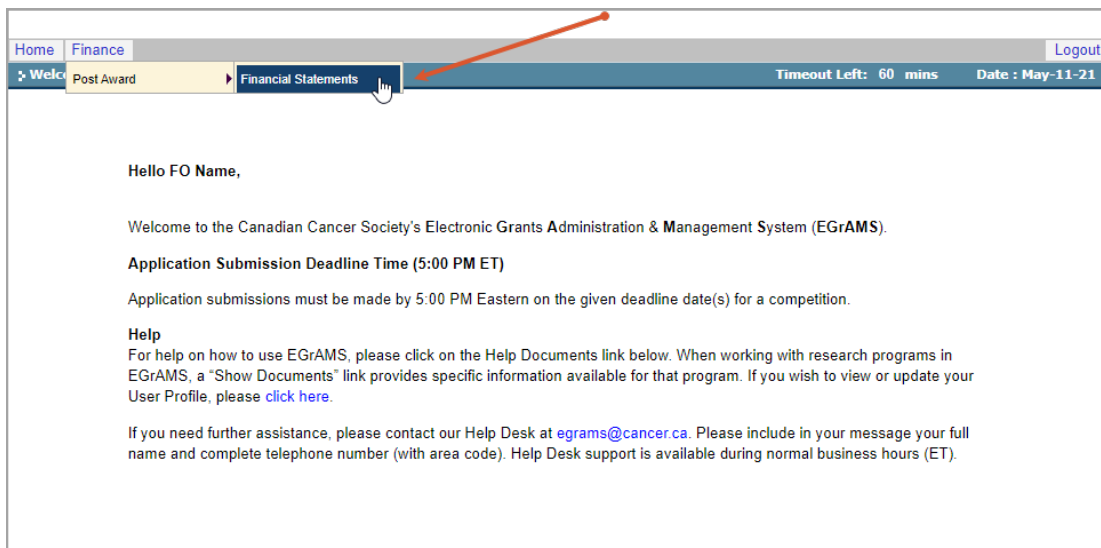 Home Finance Logout
Welc Post Award Financial Statements Timeout Left: 60 mins Date : May-11-21
Hello FO Name,
Welcome to the Canadian Cancer Society's Electronic Grants Administration & Management System (EGrAMS).
Application Submission Deadline Time (5:00 PM ET)
Application submissions must be made by 5:00 PM Eastern on the given deadline date(s) for a competition.
Help
For help on how to use EGrAMS, please click on the Help Documents link below. When working with research programs in
EGrAMS, a “Show Documents” link provides specific information available for that program. If you wish to view or update your
User Profile, please click here.
If you need further assistance, please contact our Help Desk at egrams@cancer.ca. Please include in your message your full
name and complete telephone number (with area code). Help Desk support is available during normal business hours (ET).